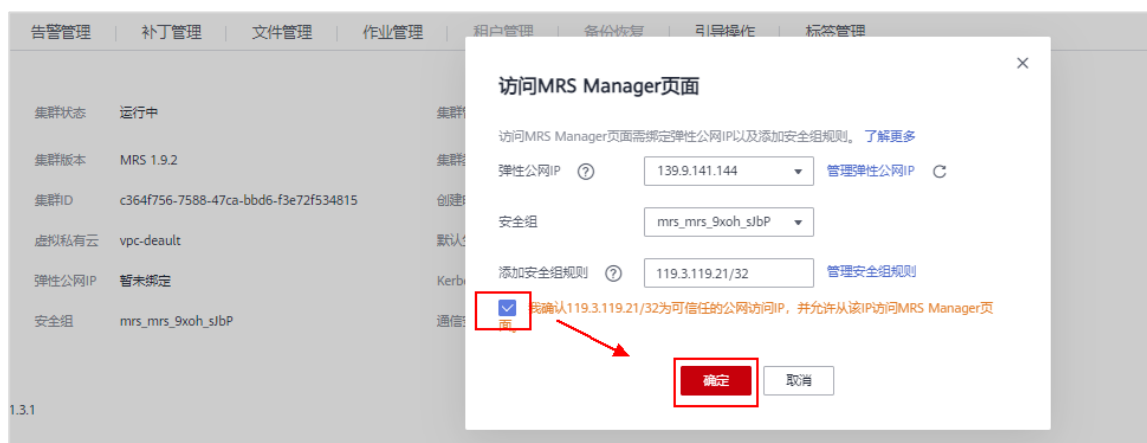 告警管理 补丁管理 文件管理 作业管理 租户管理 备份恢复 引导操作 标签管理
访问MRS Manager页面
集群状态 运行中
访问MRS Manager页面需绑定弹性公网IP以及添加安全组规则。 了解更多
集群版本 MRS 1.9.2
弹性公网IP ? 139.9.141.144 管理弹性公网IP
集群ID c364f756-7588-47ca-bbd6-f3e72f534815
安全组 mrs_mrs_9xoh_sJbP
虚拟私有云 vpc-deault
添加安全组规则 ? 119.3.119.21/32 管理安全组规则
弹性公网IP 暂未绑定
我确认119.3.119.21/32为可信任的公网访问IP，并允许从该IP访问MRS Manager页
面。
安全组 mrs_mrs_9xoh_sJbP
确定 取消
1.3.1